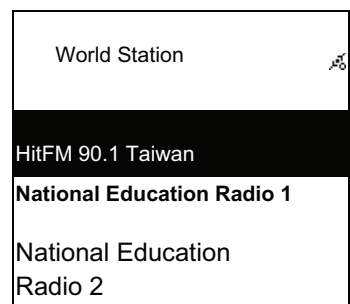 World Station
HitFM 90.1 Taiwan
National Education Radio 1
National Education
Radio 2